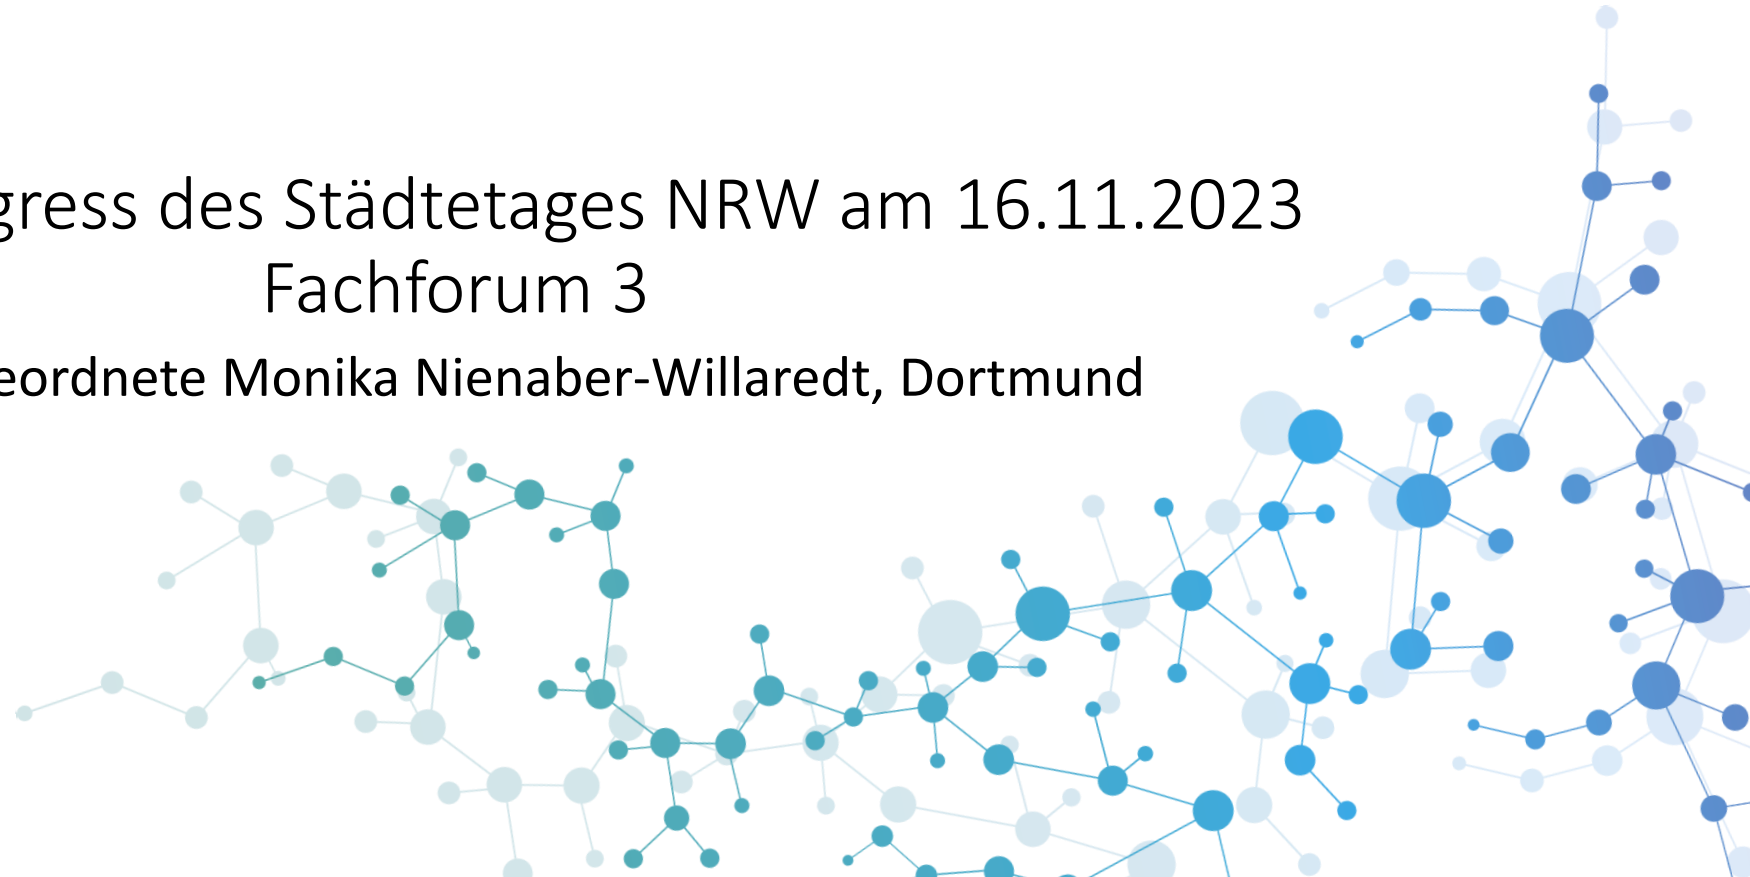 gress des Städtetages NRW am 16.11.2023
Fachforum 3
eordnete Monika Nienaber-Willaredt, Dortmund